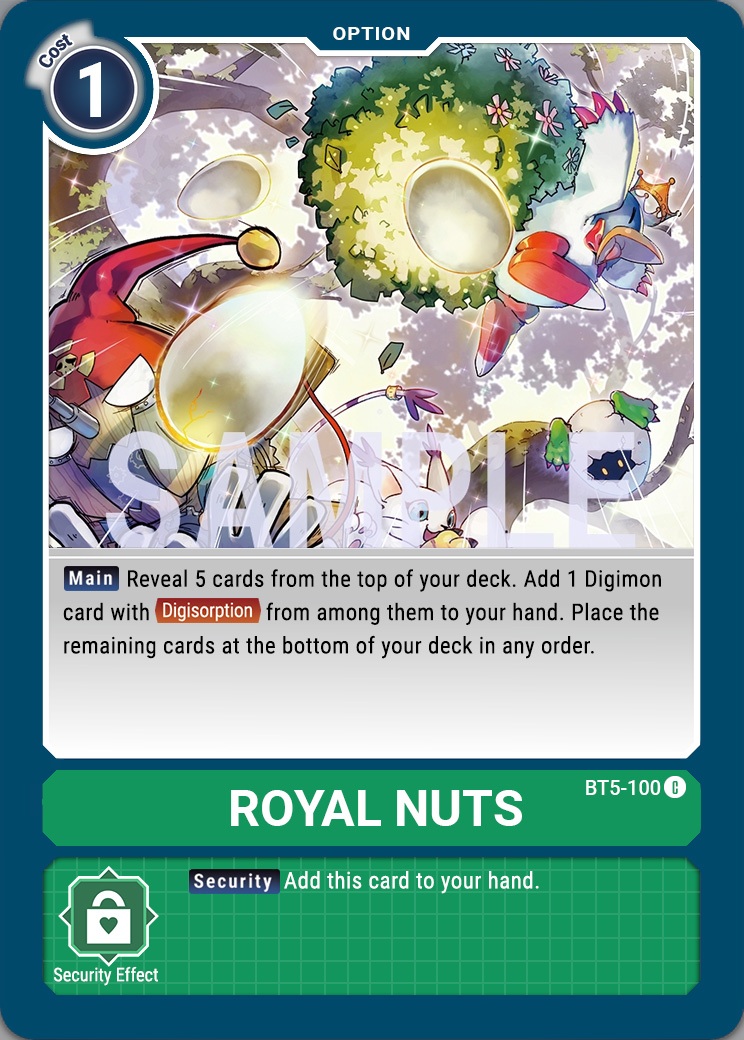 OPTION
Cost
1
SAMPLE
Main Reveal 5 cards from the top of your deck. Add 1 Digimon
card with Digisorption from among them to your hand. Place the
remaining cards at the bottom of your deck in any order.
BT5-100 C
ROYAL NUTS
Security Add this card to your hand.
Security Effect